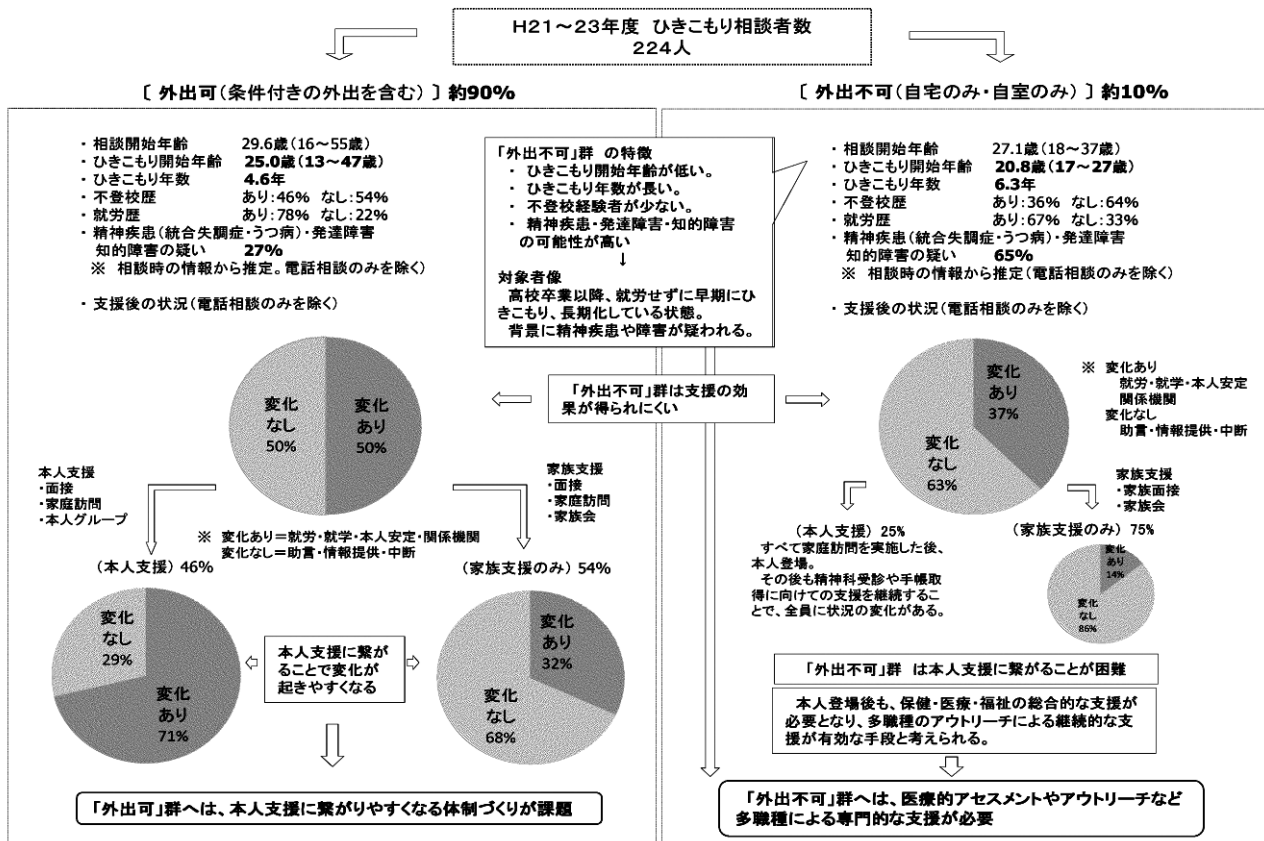 H21～23年度 ひきこもり相談者数
224人
〔 外出可(条件付きの外出を含む) 〕 約90%
・ 相談開始年齢 29.6歳(16～55歳)
・ ひきこもり開始年齢 25.0歳(13～47歳)
・ ひきこもり年数 4.6年
・ 不登校歴 あり:46% なし:54%
・ 就労歴 あり:78% なし:22%
・ 精神疾患(統合失調症・うつ病)・発達障害
知的障害の疑い 27%
※ 相談時の情報から推定。電話相談のみを除く)
・ 支援後の状況(電話相談のみを除く)
変化
なし
50%
変化
あり
50%
本人支援
・面接
・家庭訪問
・本人グループ
家族支援
・面接
・家庭訪問
・家族会
※ 変化あり＝就労・就学・本人安定・関係機関
変化なし＝助言・情報提供・中断
(本人支援) 46%
(家族支援のみ) 54%
変化
なし
29%
変化
あり
71%
本人支援に繋が
ることで変化が
起きやすくなる
変化
あり
32%
変化
なし
68%
「外出可」群へは、本人支援に繋がりやすくなる体制づくりが課題
「外出不可」群 の特徴
・ ひきこもり開始年齢が低い。
・ ひきこもり年数が長い。
・ 不登校経験者が少ない。
・ 精神疾患・発達障害・知的障害
の可能性が高い
↓
対象者像
高校卒業以降、就労せずに早期にひ
きこもり、長期化している状態。
背景に精神疾患や障害が疑われる。
「外出不可」群は支援の効
果が得られにくい
〔 外出不可(自宅のみ・自室のみ) 〕 約10%
・ 相談開始年齢 27.1歳(18～37歳)
・ ひきこもり開始年齢 20.8歳(17～27歳)
・ ひきこもり年数 6.3年
・ 不登校歴 あり:36% なし:64%
・ 就労歴 あり:67% なし:33%
・ 精神疾患(統合失調症・うつ病)・発達障害
知的障害の疑い 65%
※ 相談時の情報から推定(電話相談のみを除く)
・ 支援後の状況(電話相談のみを除く)
変化
あり
37%
変化
なし
63%
※ 変化あり
就労・就学・本人安定
関係機関
変化なし
助言・情報提供・中断
家族支援
・家族面接
・家族会
(本人支援) 25%
すべて家庭訪問を実施した後、
本人登場。
その後も精神科受診や手帳取
得に向けての支援を継続するこ
とで、全員に状況の変化がある。
(家族支援のみ) 75%
変化
あり
14%
変化
なし
86%
「外出不可」群 は本人支援に繋がることが困難
本人登場後も、保健・医療・福祉の総合的な支援が
必要となり、多職種のアウトリーチによる継続的な支
援が有効な手段と考えられる。
「外出不可」群へは、医療的アセスメントやアウトリーチなど
多職種による専門的な支援が必要